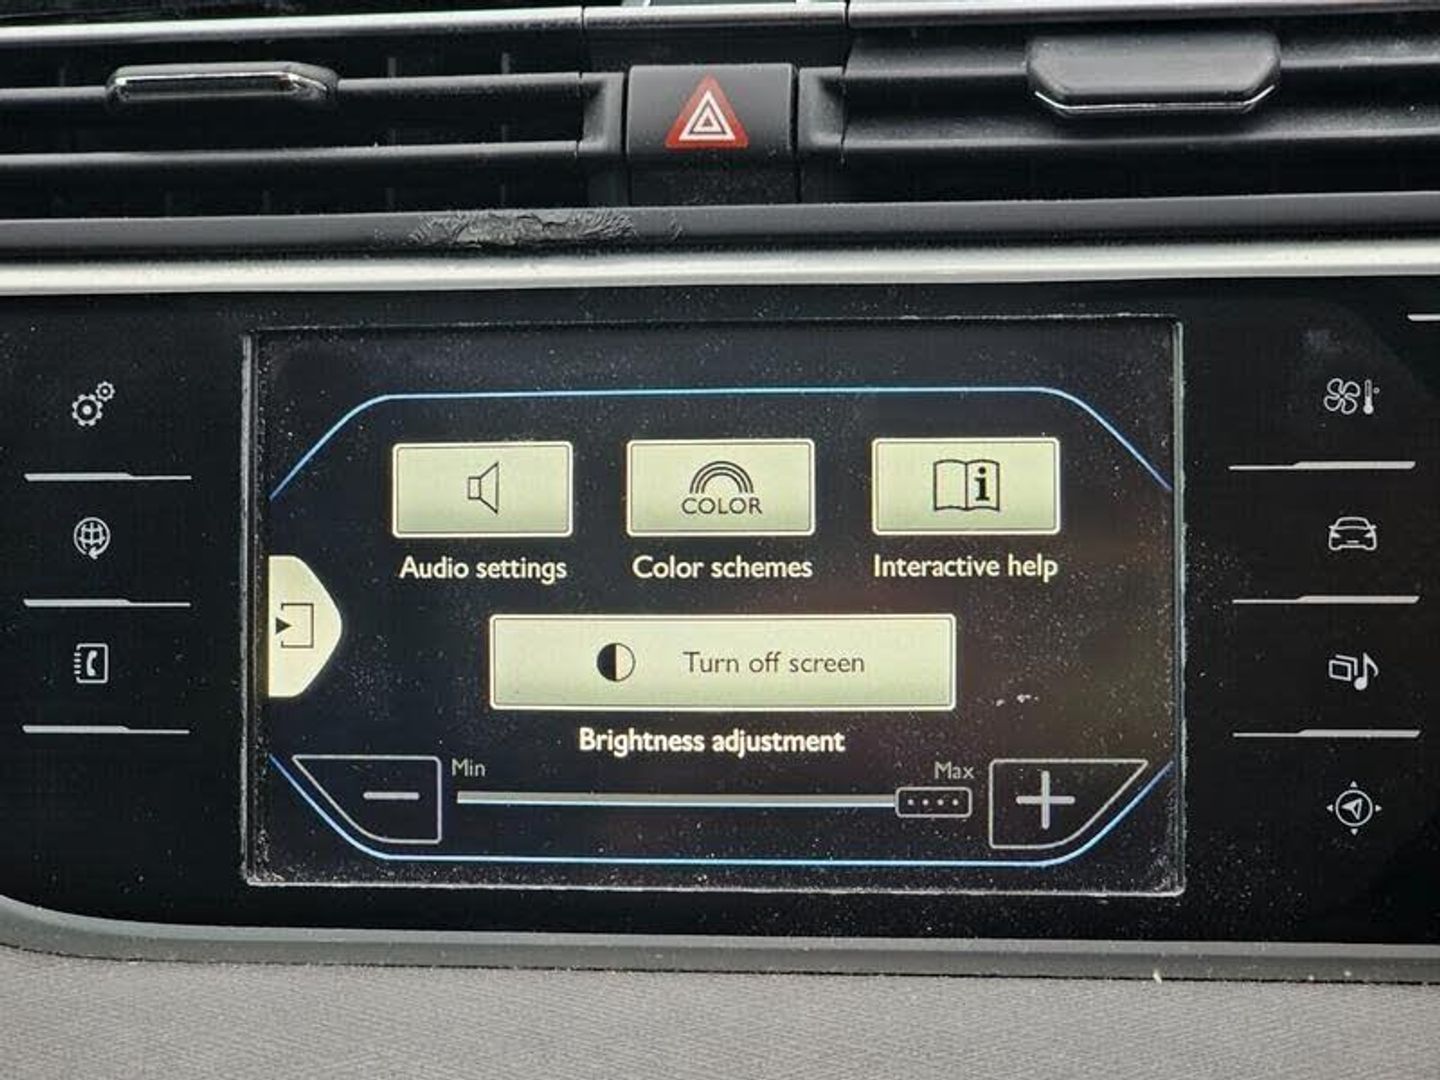 COLOR
Audio settings
Color schemes
Interactive help
Turn off screen
Brightness adjustment
Min
Max